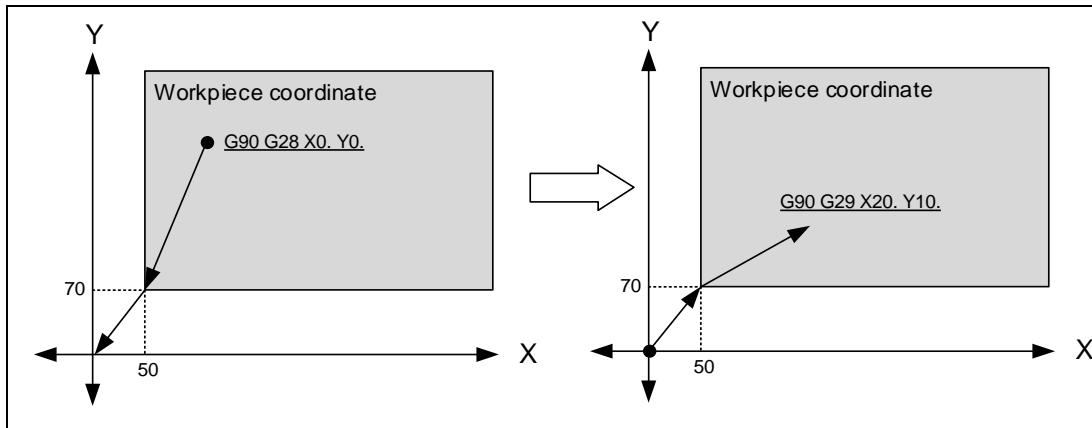 Y
Workpiece coordinate
G90 G28 X0. Y0.
70
50
X
Y
Workpiece coordinate
G90 G29 X20. Y10.
70
50
X